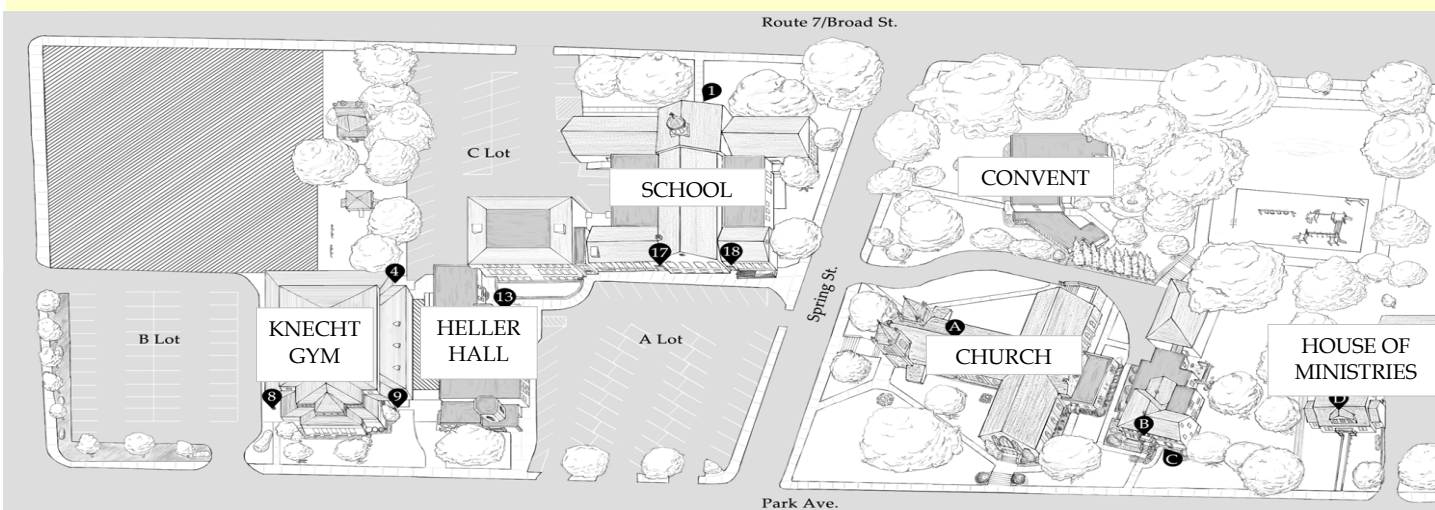 Route 7/Broad St.
1
C Lot
SCHOOL
CONVENT
17
18
4
13
Spring St.
KNECHT
GYM
HELLER
HALL
B Lot
A Lot
A
CHURCH
HOUSE OF
MINISTRIES
8
9
B
C
D
Park Ave.